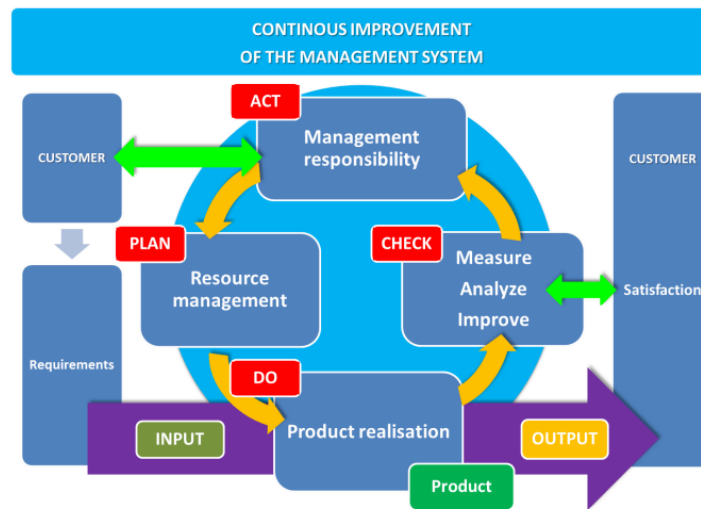 CONTINOUS IMPROVEMENT
OF THE MANAGEMENT SYSTEM
ACT
Management
responsibility
CUSTOMER
CUSTOMER
PLAN
CHECK
Resource
management
Measure
Analyze
Improve
Satisfaction
Requirements
DO
Product realisation
INPUT
OUTPUT
Product